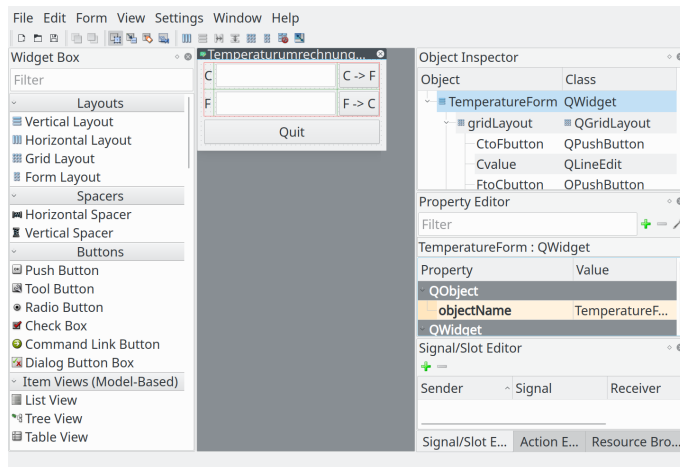 File Edit Form View Settings Window Help
Widget Box
Filter
Layouts
Vertical Layout
Horizontal Layout
Grid Layout
Form Layout
Spacers
Horizontal Spacer
Vertical Spacer
Buttons
Push Button
Tool Button
Radio Button
Check Box
Command Link Button
Dialog Button Box
Item Views (Model-Based)
List View
Tree View
Table View
Temperaturumrechnung...
C C -> F
F F -> C
Quit
Object Inspector
Object Class
TemperatureForm QWidget
gridLayout QGridLayout
CtoFbutton QPushButton
Cvalue QLineEdit
FtoCbutton QPushButton
Property Editor
Filter
TemperatureForm : QWidget
Property Value
QObject
objectName TemperatureF...
QWidget
Signal/Slot Editor
Sender Signal Receiver
Signal/Slot E... Action E... Resource Bro...